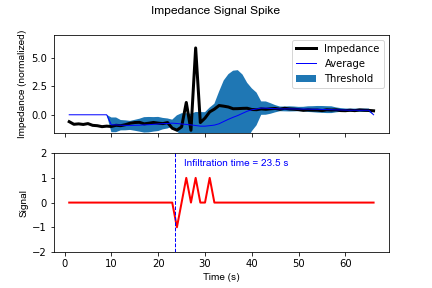 Impedance Signal Spike
Impedance (normalized)
5.0
2.5
0.0
Impedance
Average
Threshold
Signal
2
1
0
−1
−2
Infiltration time = 23.5 s
0 10 20 30 40 50 60
Time (s)